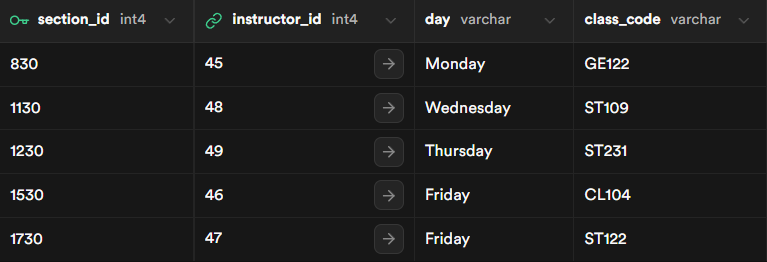 section_id int4 instructor_id int4 day varchar class_code varchar
830 45 Monday GE122
1130 48 Wednesday ST109
1230 49 Thursday ST231
1530 46 Friday CL104
1730 47 Friday ST122